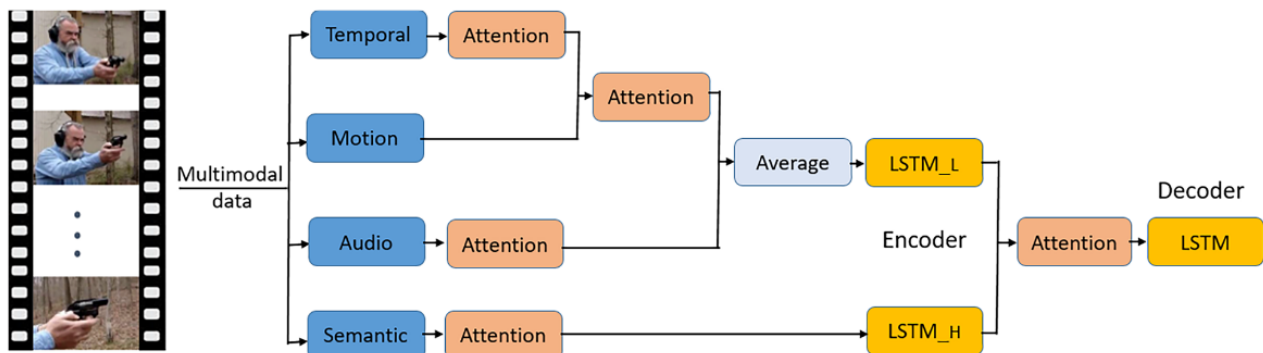 Temporal
Attention
Attention
Motion
Multimodal
data
Average
LSTM_L
Decoder
Audio
Attention
Encoder
Attention
LSTM
Semantic
Attention
LSTM_H